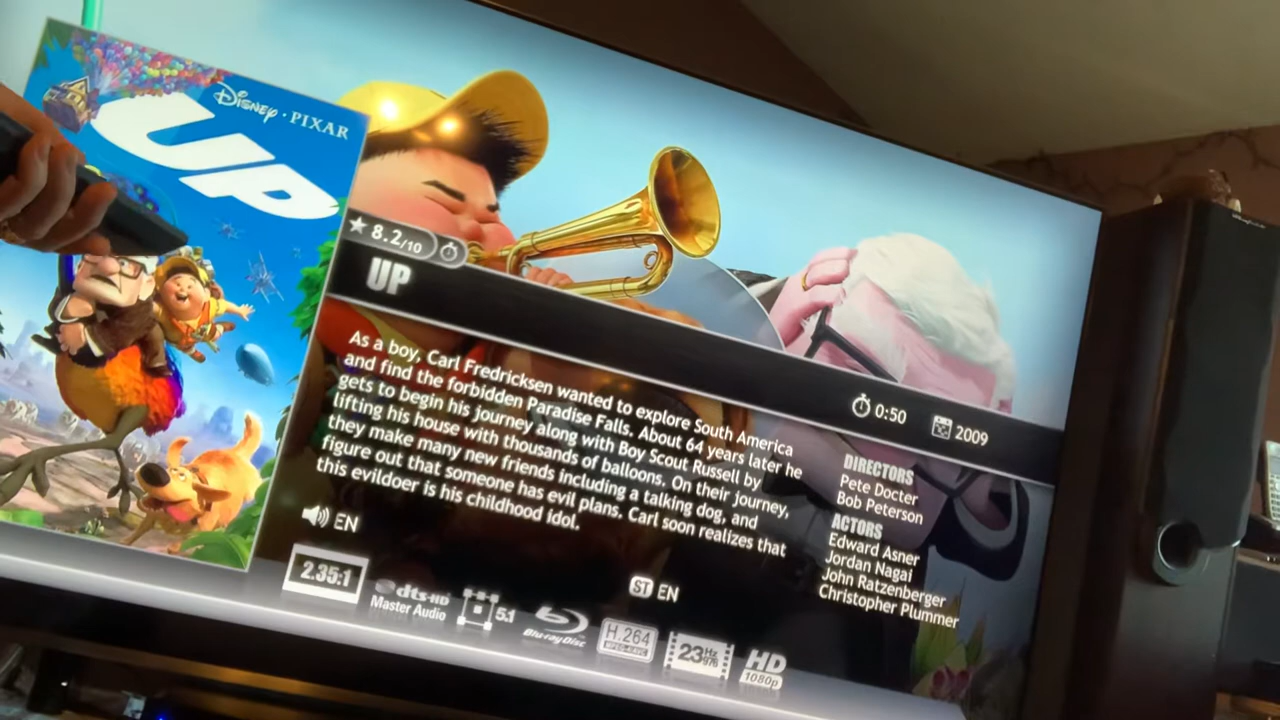 DISNEY · PIXAR
UP
8.2/10
UP
0:50
2009
As a boy, Carl Fredricksen wanted to explore South America
and find the forbidden Paradise Falls. About 64 years later he
gets to begin his journey along with Boy Scout Russell by
lifting his house with thousands of balloons. On their journey,
they make many new friends including a talking dog, and
figure out that someone has evil plans. Carl soon realizes that
this evildoer is his childhood idol.
DIRECTORS
Pete Docter
Bob Peterson
ACTORS
Edward Asner
Jordan Nagai
John Ratzenberger
Christopher Plummer
EN
ST EN
2.35:1
dts-HD
Master Audio
5.1
Blu-ray Disc
H.264
MPEG-4 AVC
23Hz
976
HD
1080p